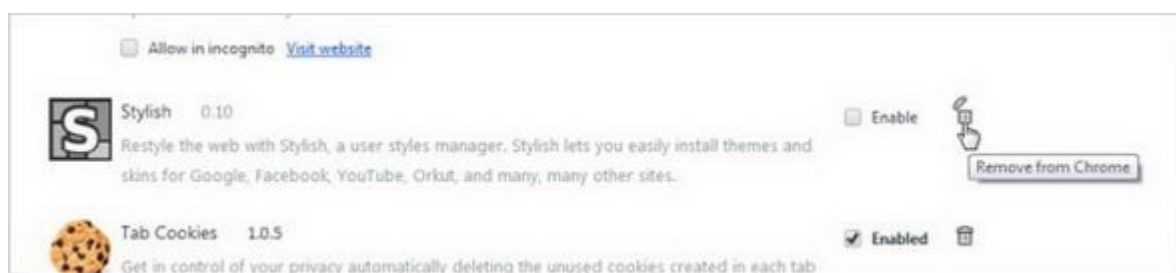 Allow in incognito Visit website
S
Stylish 0.10
Enable
Restyle the web with Stylish, a user styles manager. Stylish lets you easily install themes and
skins for Google, Facebook, YouTube, Orkut, and many, many other sites.
Remove from Chrome
Tab Cookies 1.0.5
Enabled
Get in control of your privacy automatically deleting the unused cookies created in each tab